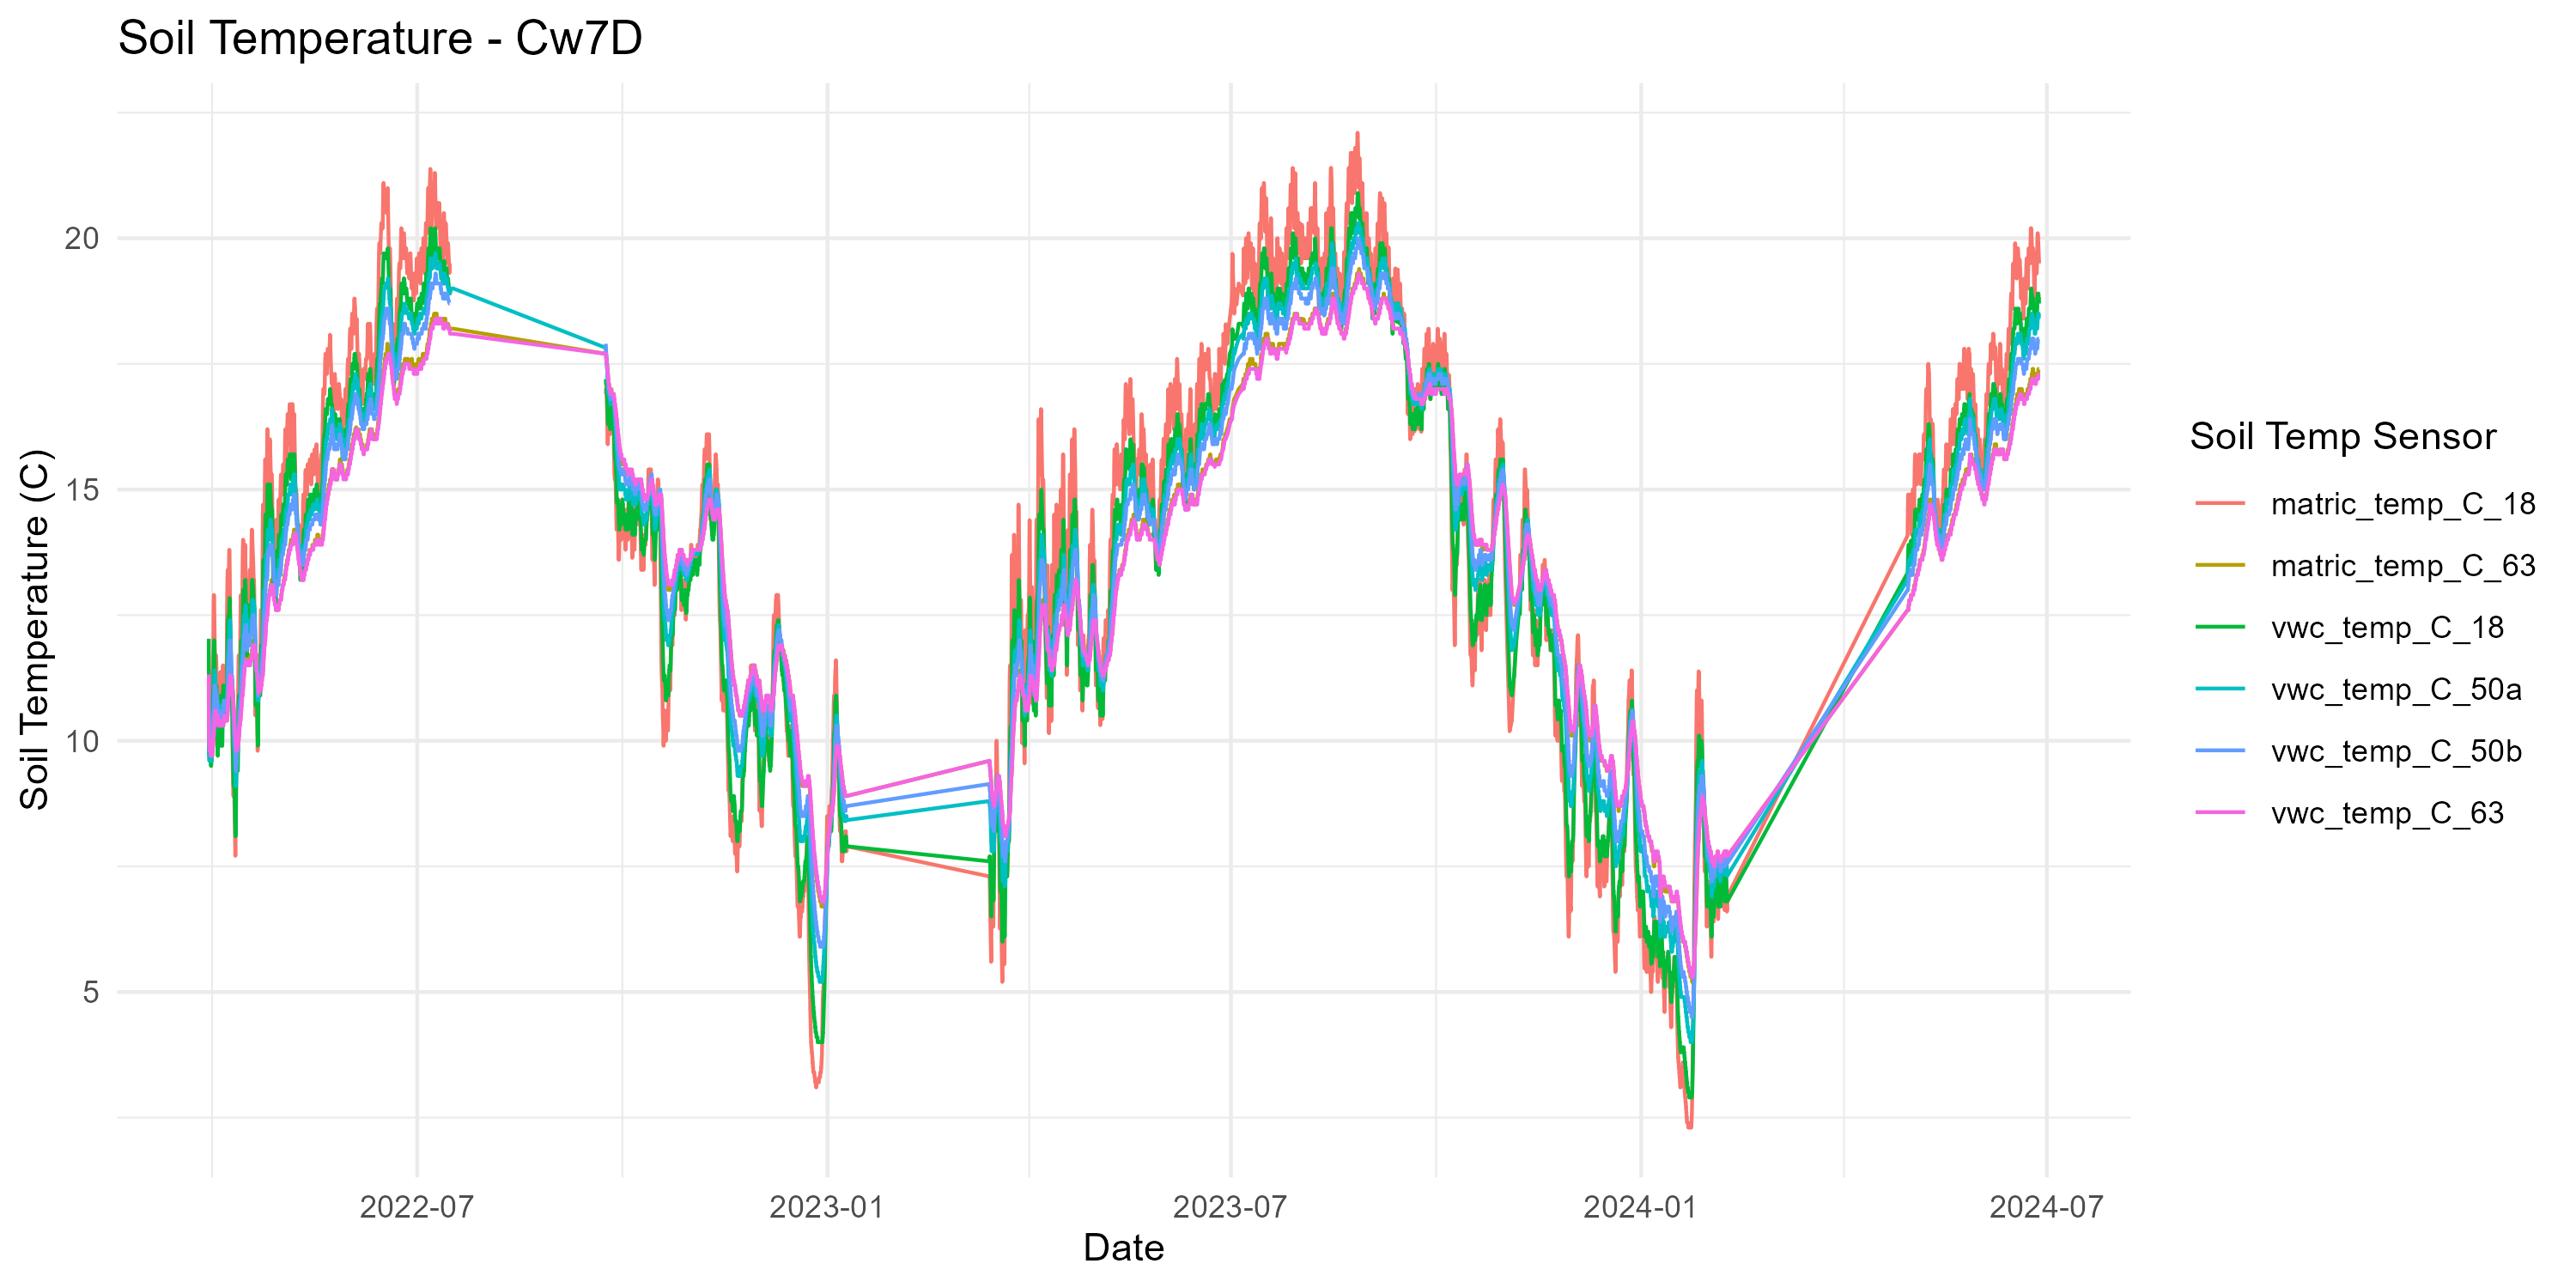 Soil Temperature - Cw7D
Soil Temperature (C)
20
15
10
5
2022-07
2023-01
2023-07
2024-01
2024-07
Date
Soil Temp Sensor
matric_temp_C_18
matric_temp_C_63
vwc_temp_C_18
vwc_temp_C_50a
vwc_temp_C_50b
vwc_temp_C_63